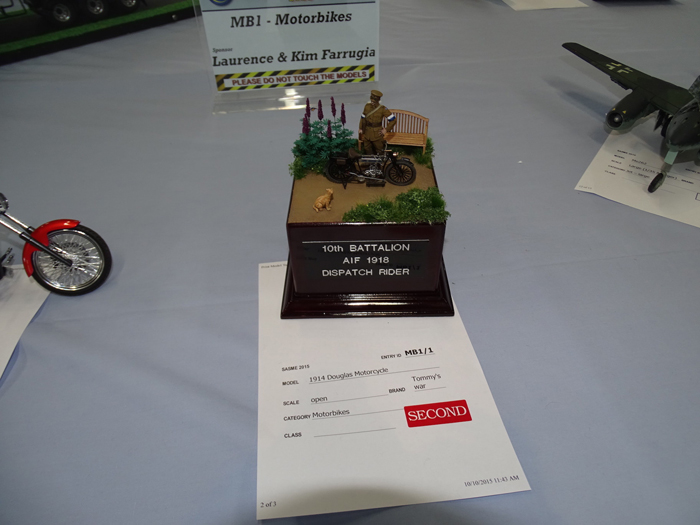 MB1 - Motorbikes
Sponsor
Laurence & Kim Farrugia
PLEASE DO NOT TOUCH THE MODELS
10th BATTALION
AIF 1918
DISPATCH RIDER
SASME 2015
ENTRY ID MB1/1
MODEL 1914 Douglas Motorcycle
SCALE open
BRAND Tommy's war
CATEGORY Motorbikes
SECOND
CLASS
10/10/2015 11:43 AM
2 of 3